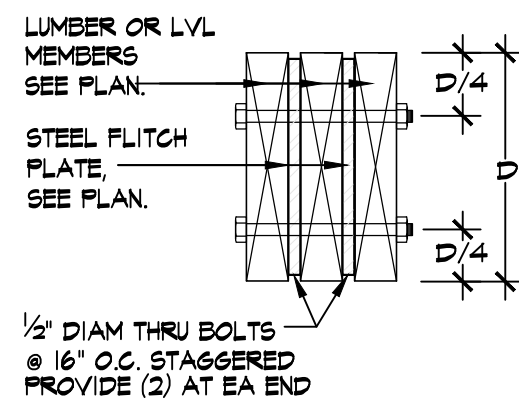 LUMBER OR LVL
MEMBERS
SEE PLAN.
STEEL FLITCH
PLATE,
SEE PLAN.
1/2" DIAM THRU BOLTS
@ 16" O.C. STAGGERED
PROVIDE (2) AT EA END
D/4
D
D/4